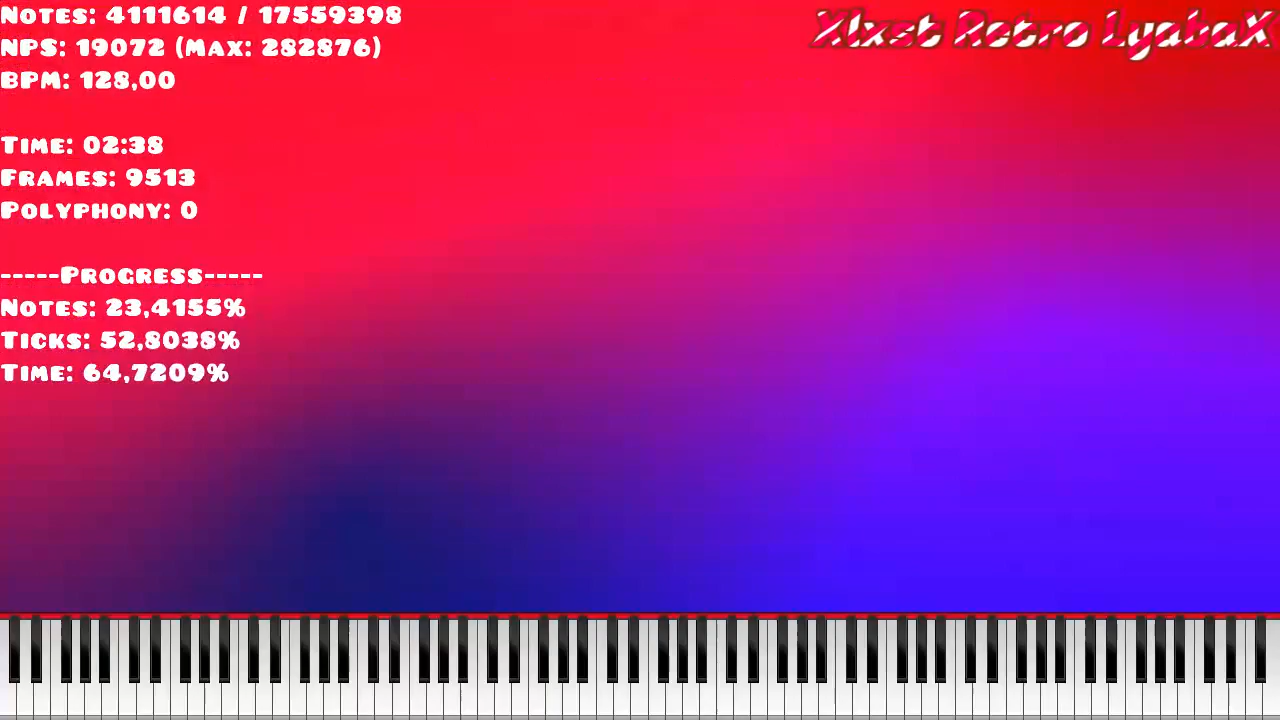 Notes: 4111614 / 17559398
NPS: 19072 (Max: 282876)
BPM: 128,00
Time: 02:38
Frames: 9513
Polyphony: 0
-----Progress-----
Notes: 23,4155%
Ticks: 52,8038%
Time: 64,7209%
Xlxst Retro LyabaX